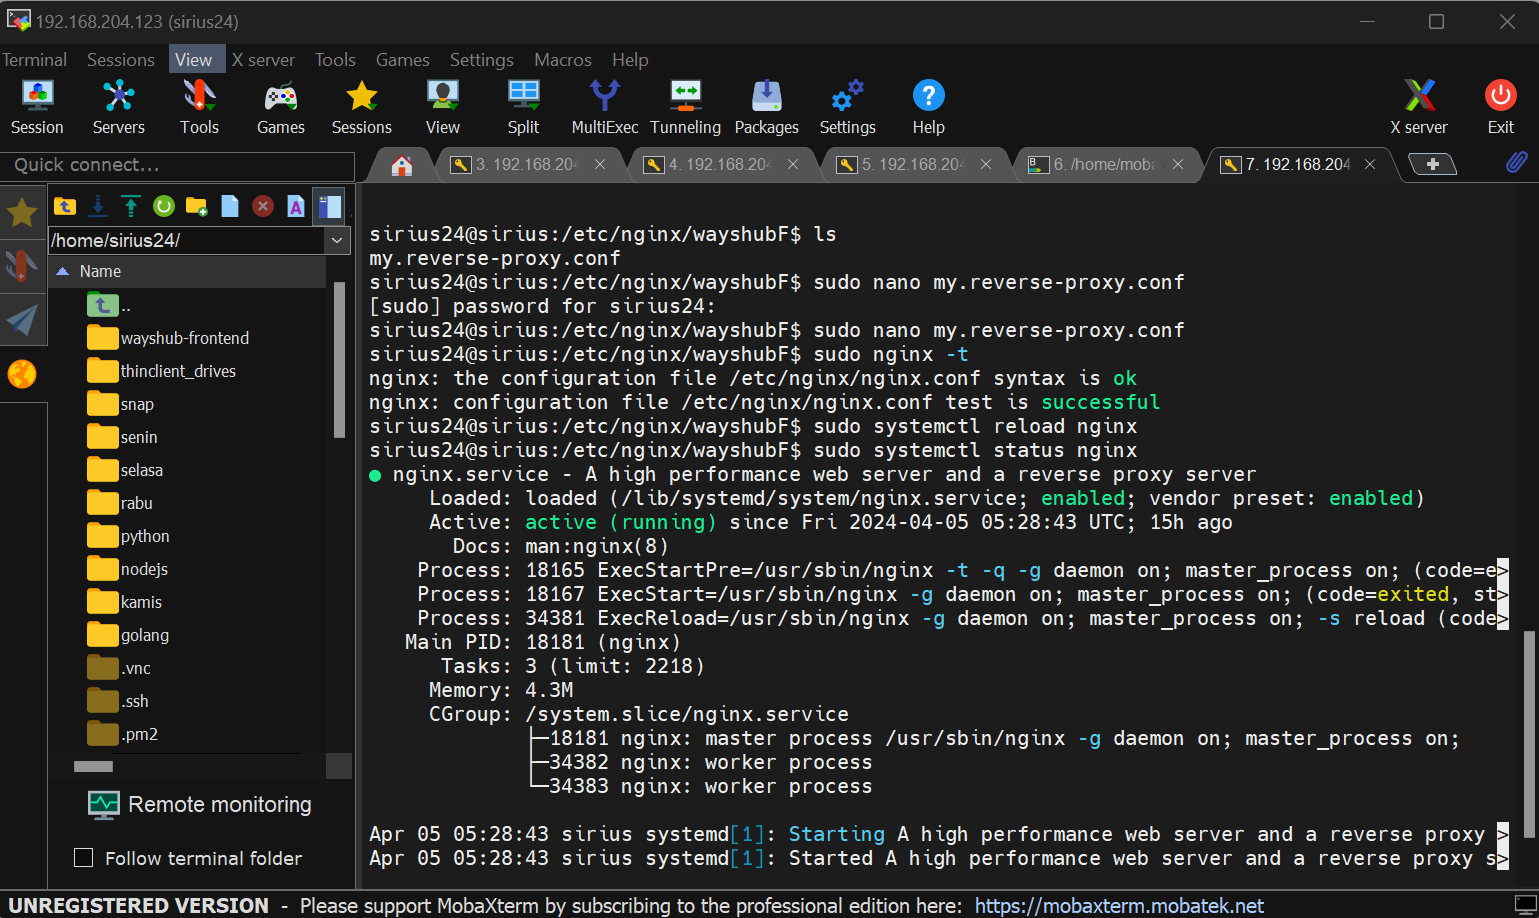 192.168.204.123 (sirius24)
Terminal Sessions View X server Tools Games Settings Macros Help
Session Servers Tools Games Sessions View Split MultiExec Tunneling Packages Settings Help X server Exit
Quick connect...
3. 192.168.204 4. 192.168.204 5. 192.168.204 6. /home/moba 7. 192.168.204
/home/sirius24/
Name
..
wayshub-frontend
thinclient_drives
snap
senin
selasa
rabu
python
nodejs
kamis
golang
.vnc
.ssh
.pm2
Remote monitoring
Follow terminal folder
sirius24@sirius:/etc/nginx/wayshubF$ ls
my.reverse-proxy.conf
sirius24@sirius:/etc/nginx/wayshubF$ sudo nano my.reverse-proxy.conf
[sudo] password for sirius24:
sirius24@sirius:/etc/nginx/wayshubF$ sudo nano my.reverse-proxy.conf
sirius24@sirius:/etc/nginx/wayshubF$ sudo nginx -t
nginx: the configuration file /etc/nginx/nginx.conf syntax is ok
nginx: configuration file /etc/nginx/nginx.conf test is successful
sirius24@sirius:/etc/nginx/wayshubF$ sudo systemctl reload nginx
sirius24@sirius:/etc/nginx/wayshubF$ sudo systemctl status nginx
● nginx.service - A high performance web server and a reverse proxy server
Loaded: loaded (/lib/systemd/system/nginx.service; enabled; vendor preset: enabled)
Active: active (running) since Fri 2024-04-05 05:28:43 UTC; 15h ago
Docs: man:nginx(8)
Process: 18165 ExecStartPre=/usr/sbin/nginx -t -q -g daemon on; master_process on; (code=e>
Process: 18167 ExecStart=/usr/sbin/nginx -g daemon on; master_process on; (code=exited, st>
Process: 34381 ExecReload=/usr/sbin/nginx -g daemon on; master_process on; -s reload (code>
Main PID: 18181 (nginx)
Tasks: 3 (limit: 2218)
Memory: 4.3M
CGroup: /system.slice/nginx.service
├─18181 nginx: master process /usr/sbin/nginx -g daemon on; master_process on;
├─34382 nginx: worker process
└─34383 nginx: worker process
Apr 05 05:28:43 sirius systemd[1]: Starting A high performance web server and a reverse proxy >
Apr 05 05:28:43 sirius systemd[1]: Started A high performance web server and a reverse proxy s>
UNREGISTERED VERSION - Please support MobaXterm by subscribing to the professional edition here: https://mobaxterm.mobatek.net